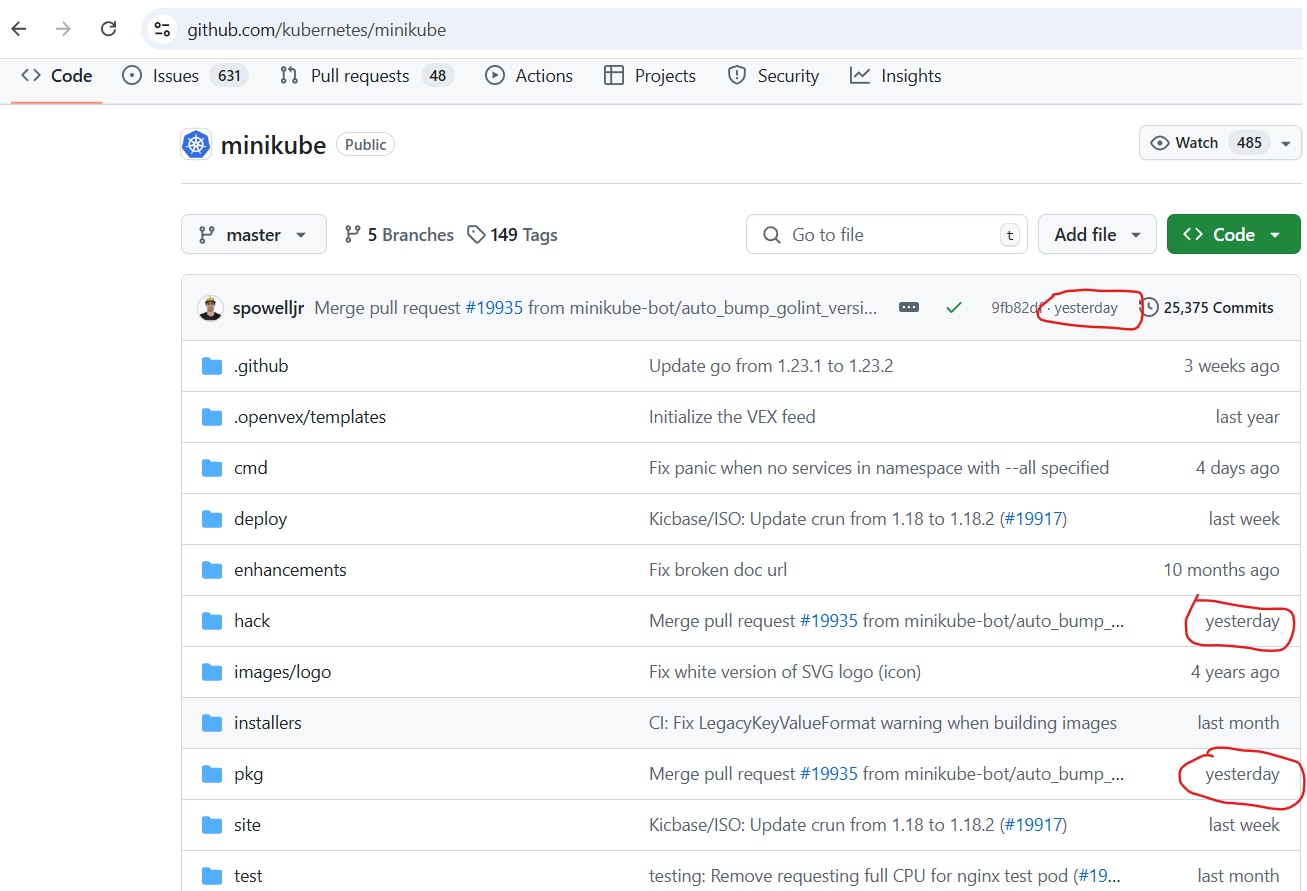 github.com/kubernetes/minikube
Code Issues 631 Pull requests 48 Actions Projects Security Insights
minikube Public Watch 485
master 5 Branches 149 Tags Go to file t Add file Code
spowelljr Merge pull request #19935 from minikube-bot/auto_bump_golint_versi... 9fb82df · yesterday 25,375 Commits
.github Update go from 1.23.1 to 1.23.2 3 weeks ago
.openvex/templates Initialize the VEX feed last year
cmd Fix panic when no services in namespace with --all specified 4 days ago
deploy Kicbase/ISO: Update crun from 1.18 to 1.18.2 (#19917) last week
enhancements Fix broken doc url 10 months ago
hack Merge pull request #19935 from minikube-bot/auto_bump_... yesterday
images/logo Fix white version of SVG logo (icon) 4 years ago
installers CI: Fix LegacyKeyValueFormat warning when building images last month
pkg Merge pull request #19935 from minikube-bot/auto_bump_... yesterday
site Kicbase/ISO: Update crun from 1.18 to 1.18.2 (#19917) last week
test testing: Remove requesting full CPU for nginx test pod (#19... last month